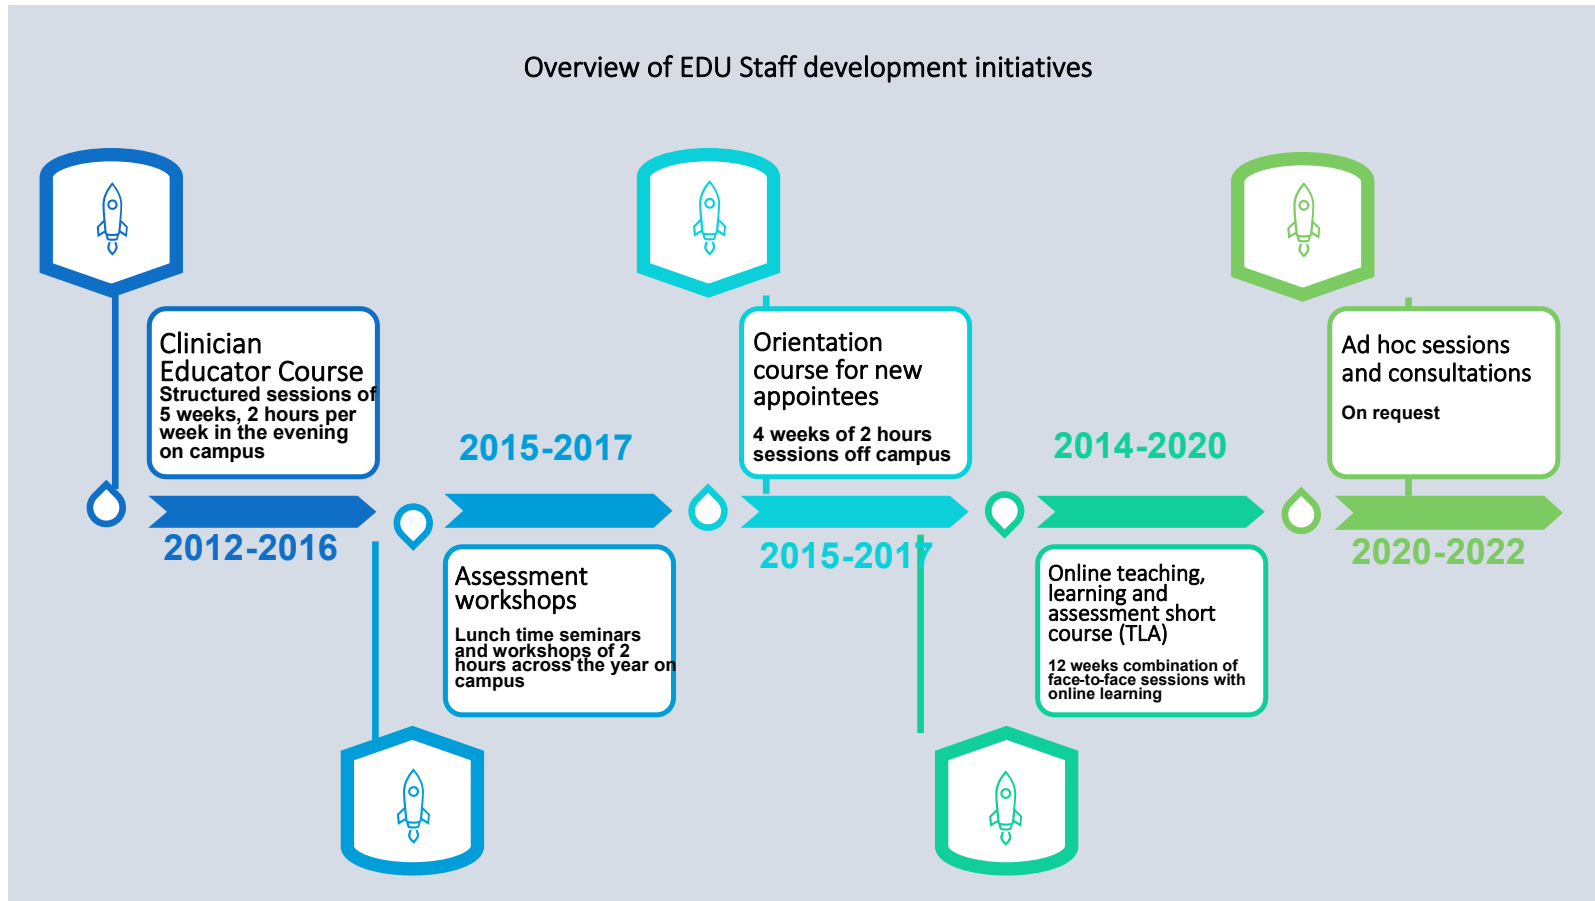 Overview of EDU Staff development initiatives
Clinician
Educator Course
Structured sessions of
5 weeks, 2 hours per
week in the evening
on campus
2012-2016
2015-2017
Assessment
workshops
Lunch time seminars
and workshops of 2
hours across the year on
campus
Orientation
course for new
appointees
4 weeks of 2 hours
sessions off campus
2015-2017
2014-2020
Online teaching,
learning and
assessment short
course (TLA)
12 weeks combination of
face-to-face sessions with
online learning
Ad hoc sessions
and consultations
On request
2020-2022